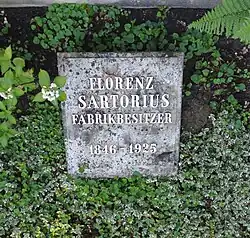 FLORENZ
SARTORIUS
FABRIKBESITZER
1846-1925